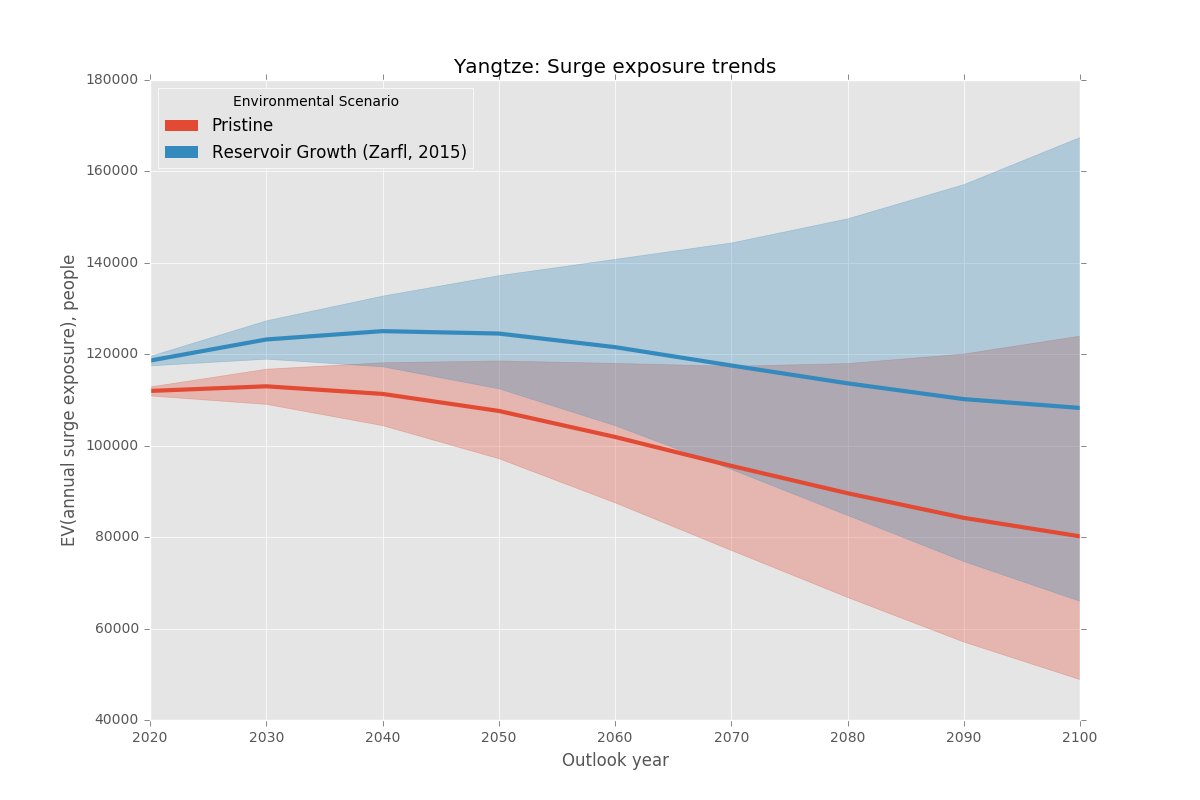 Yangtze: Surge exposure trends
180000
160000
140000
120000
100000
80000
60000
40000
EV(annual surge exposure), people
Environmental Scenario
Pristine
Reservoir Growth (Zarfl, 2015)
2020 2030 2040 2050 2060 2070 2080 2090 2100
Outlook year